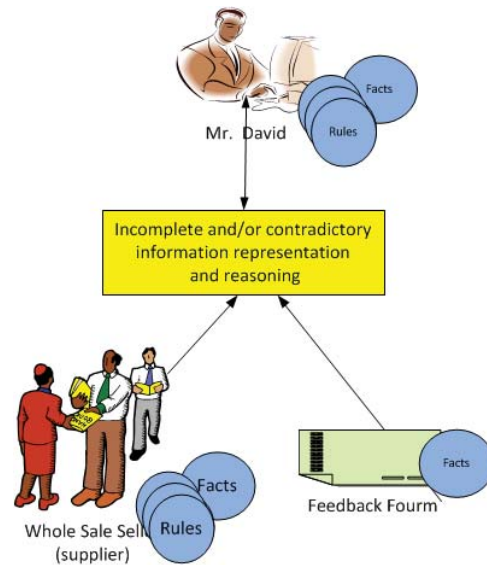 Facts
Rules
Mr. David
Incomplete and/or contradictory
information representation
and reasoning
Facts
Rules
Whole Sale Sell
(supplier)
Facts
Feedback Fourm